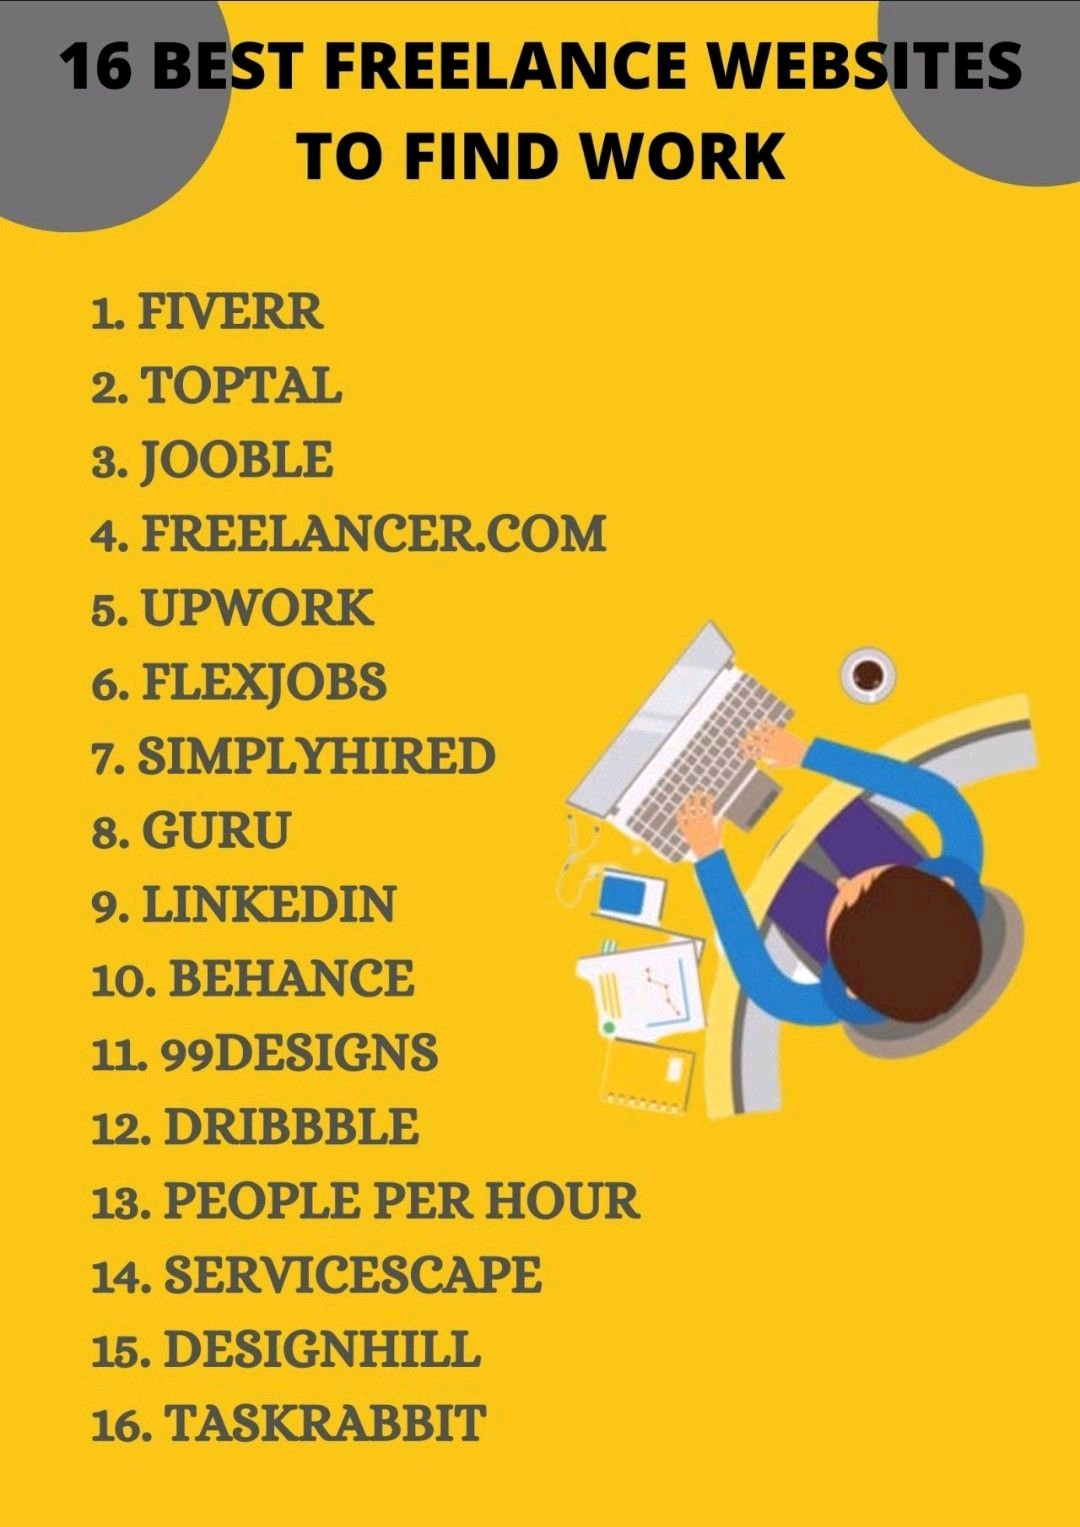 16 BEST FREELANCE WEBSITES
TO FIND WORK
1. FIVERR
2. TOPTAL
3. JOOBLE
4. FREELANCER.COM
5. UPWORK
6. FLEXJOBS
7. SIMPLYHIRED
8. GURU
9. LINKEDIN
10. BEHANCE
11. 99DESIGNS
12. DRIBBBLE
13. PEOPLE PER HOUR
14. SERVICESCAPE
15. DESIGNHILL
16. TASKRABBIT